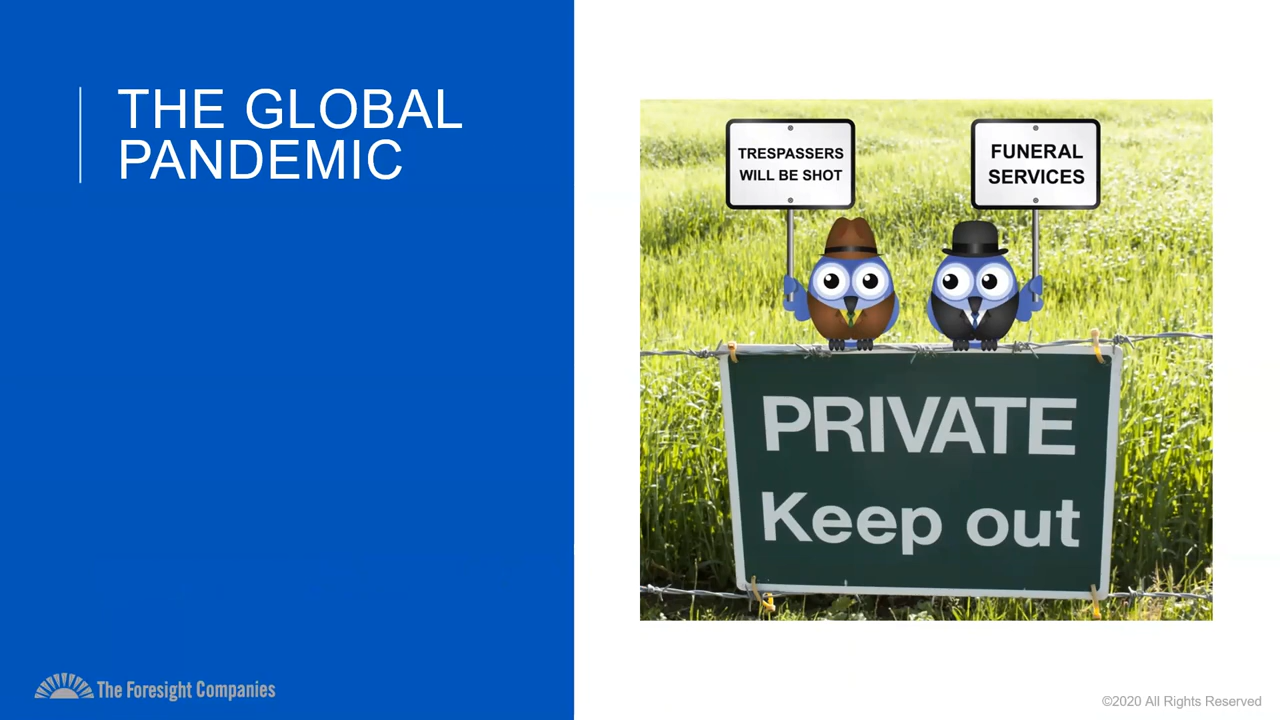 THE GLOBAL
PANDEMIC
TRESPASSERS
WILL BE SHOT
FUNERAL
SERVICES
PRIVATE
Keep out
The Foresight Companies
©2020 All Rights Reserved